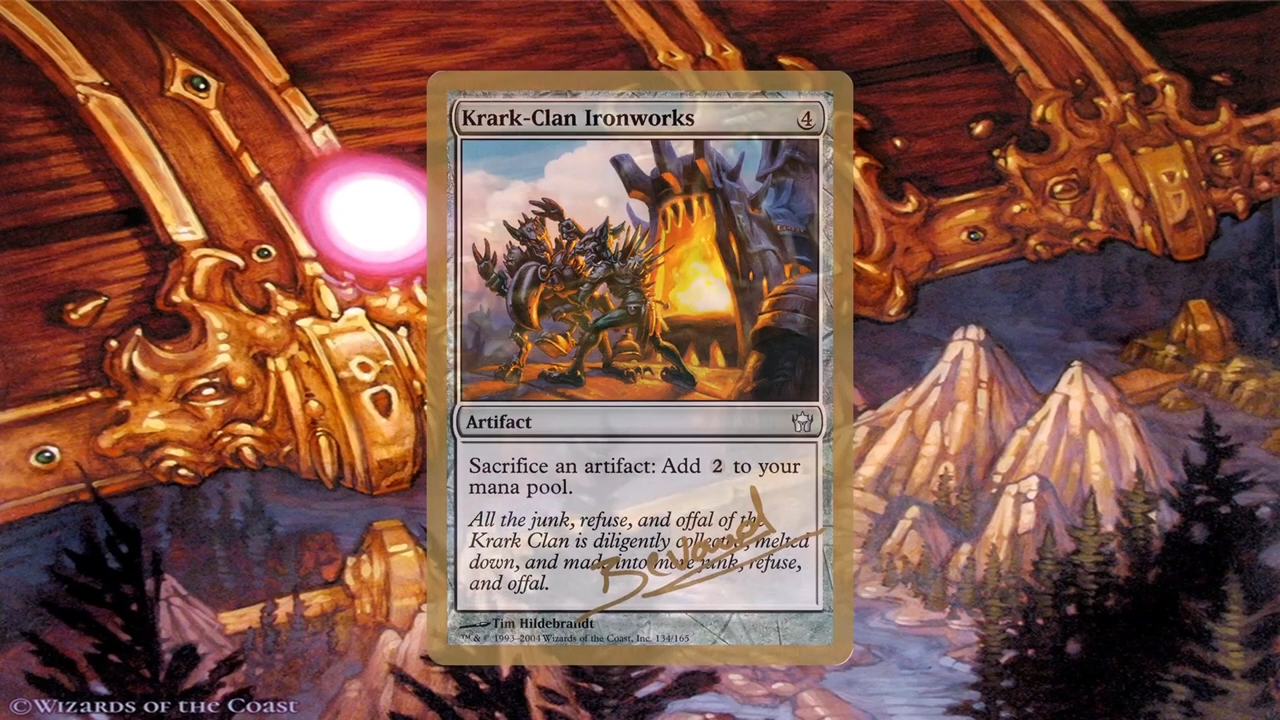 Krark-Clan Ironworks 4
Artifact
Sacrifice an artifact: Add 2 to your
mana pool.
All the junk, refuse, and offal of the
Krark Clan is diligently collected, melted
down, and made into more junk, refuse,
and offal.
Tim Hildebrandt
™ & © 1993–2004 Wizards of the Coast, Inc. 134/165
©Wizards of the Coast